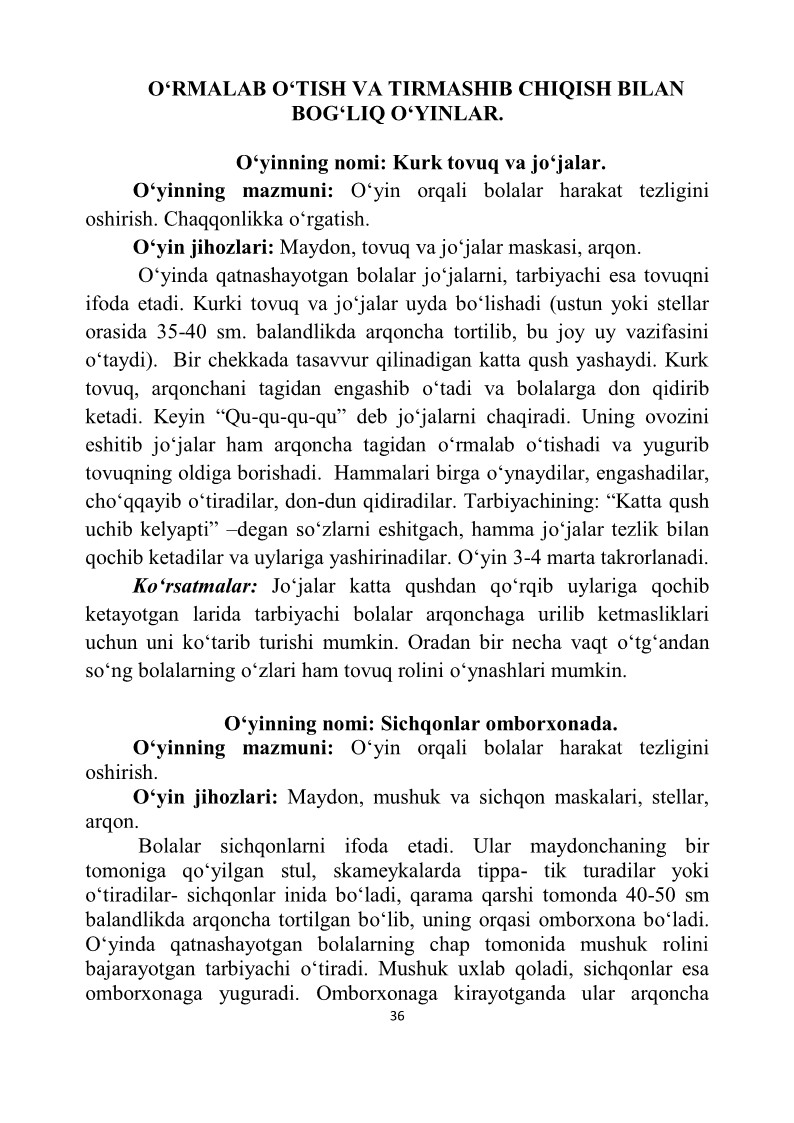 O‘RMALAB O‘TISH VA TIRMASHIB CHIQISH BILAN
BOG‘LIQ O‘YINLAR.
O‘yinning nomi: Kurk tovuq va jo‘jalar.
O‘yinning mazmuni: O‘yin orqali bolalar harakat tezligini
oshirish. Chaqqonlikka o‘rgatish.
O‘yin jihozlari: Maydon, tovuq va jo‘jalar maskasi, arqon.
O‘yinda qatnashayotgan bolalar jo‘jalarni, tarbiyachi esa tovuqni
ifoda etadi. Kurki tovuq va jo‘jalar uyda bo‘lishadi (ustun yoki stellar
orasida 35-40 sm. balandlikda arqoncha tortilib, bu joy uy vazifasini
o‘taydi). Bir chekkada tasavvur qilinadigan katta qush yashaydi. Kurk
tovuq, arqonchani tagidan engashib o‘tadi va bolalarga don qidirib
ketadi. Keyin “Qu-qu-qu-qu” deb jo‘jalarni chaqiradi. Uning ovozini
eshitib jo‘jalar ham arqoncha tagidan o‘rmalab o‘tishadi va yugurib
tovuqning oldiga borishadi. Hammalari birga o‘ynaydilar, engashadilar,
cho‘qqayib o‘tiradilar, don-dun qidiradilar. Tarbiyachining: “Katta qush
uchib kelyapti” –degan so‘zlarni eshitgach, hamma jo‘jalar tezlik bilan
qochib ketadilar va uylariga yashirinadilar. O‘yin 3-4 marta takrorlanadi.
Ko‘rsatmalar: Jo‘jalar katta qushdan qo‘rqib uylariga qochib
ketayotgan larida tarbiyachi bolalar arqonchaga urilib ketmasliklari
uchun uni ko‘tarib turishi mumkin. Oradan bir necha vaqt o‘tg‘andan
so‘ng bolalarning o‘zlari ham tovuq rolini o‘ynashlari mumkin.
O‘yinning nomi: Sichqonlar omborxonada.
O‘yinning mazmuni: O‘yin orqali bolalar harakat tezligini
oshirish.
O‘yin jihozlari: Maydon, mushuk va sichqon maskalari, stellar,
arqon.
Bolalar sichqonlarni ifoda etadi. Ular maydonchaning bir
tomoniga qo‘yilgan stul, skameykalarda tippa- tik turadilar yoki
o‘tiradilar- sichqonlar inida bo‘ladi, qarama qarshi tomonda 40-50 sm
balandlikda arqoncha tortilgan bo‘lib, uning orqasi omborxona bo‘ladi.
O‘yinda qatnashayotgan bolalarning chap tomonida mushuk rolini
bajarayotgan tarbiyachi o‘tiradi. Mushuk uxlab qoladi, sichqonlar esa
omborxonaga yuguradi. Omborxonaga kirayotganda ular arqoncha
36